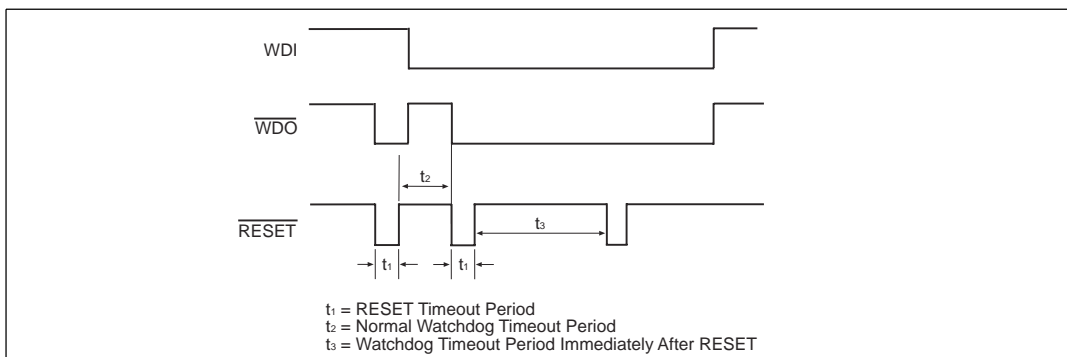 WDI
WDO
t₂
RESET
t₃
t₁ t₁
t₁ = RESET Timeout Period
t₂ = Normal Watchdog Timeout Period
t₃ = Watchdog Timeout Period Immediately After RESET